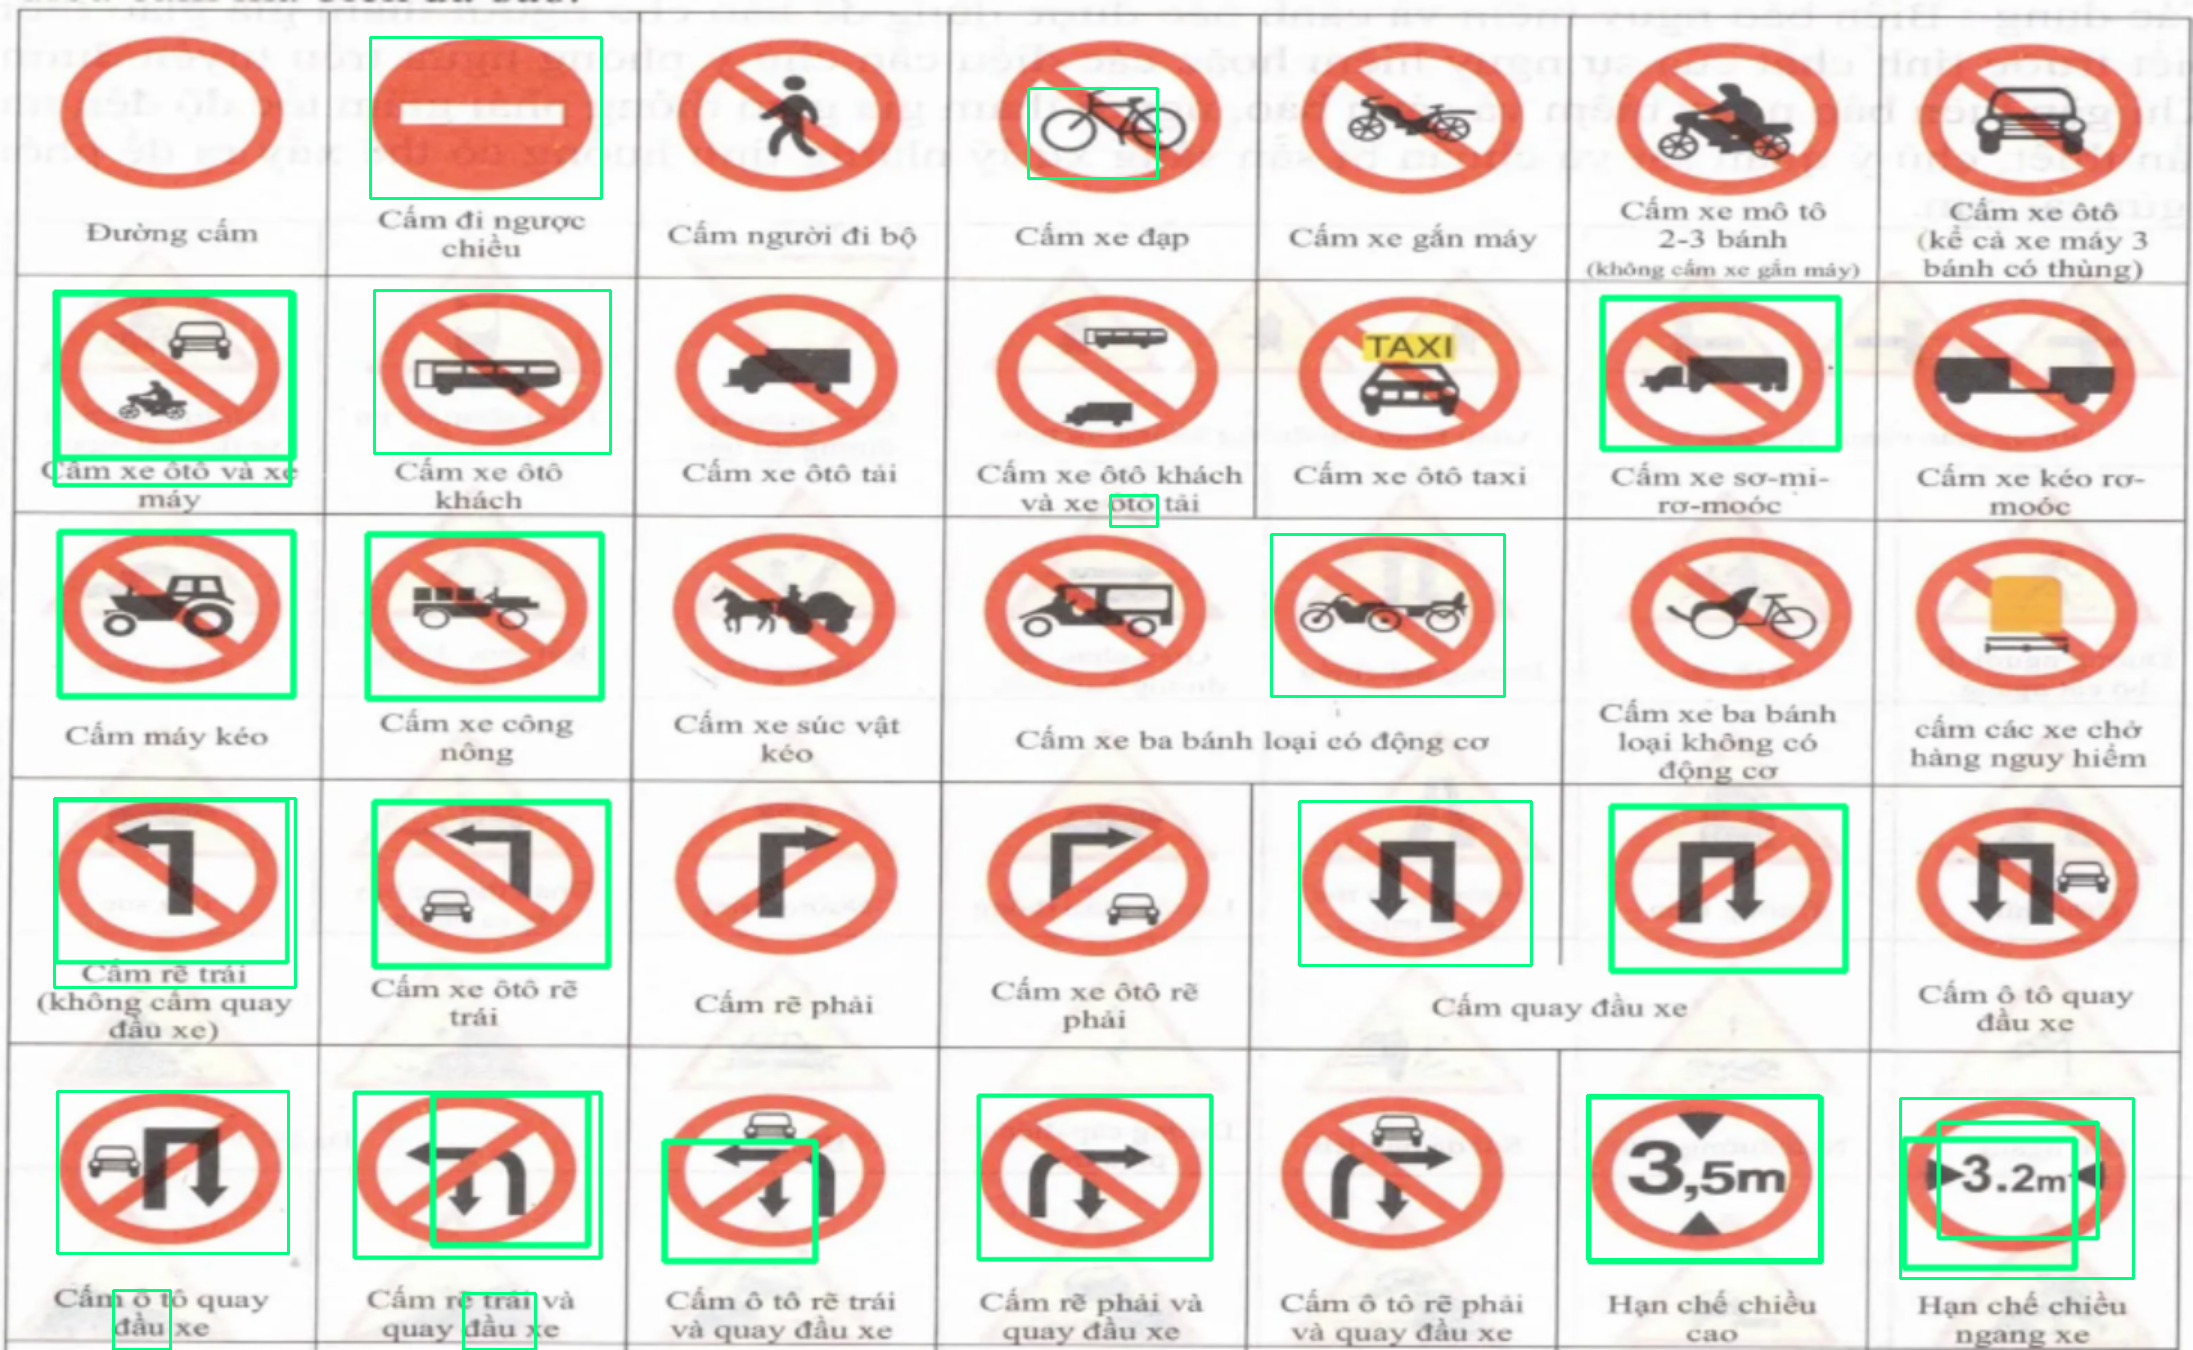 Đường cấm
Cấm đi ngược
chiều
Cấm người đi bộ
Cấm xe đạp
Cấm xe gắn máy
Cấm xe mô tô
2-3 bánh
(không cấm xe gắn máy)
Cấm xe ôtô
(kể cả xe máy 3
bánh có thùng)
TAXI
Cấm xe ôtô và xe
máy
Cấm xe ôtô
khách
Cấm xe ôtô tải
Cấm xe ôtô khách
và xe ôtô tải
Cấm xe ôtô taxi
Cấm xe sơ-mi-
rơ-moóc
Cấm xe kéo rơ-
moóc
Cấm máy kéo
Cấm xe công
nông
Cấm xe súc vật
kéo
Cấm xe ba bánh loại có động cơ
Cấm xe ba bánh
loại không có
động cơ
cấm các xe chở
hàng nguy hiểm
Cấm rẽ trái
(không cấm quay
đầu xe)
Cấm xe ôtô rẽ
trái
Cấm rẽ phải
Cấm xe ôtô rẽ
phải
Cấm quay đầu xe
Cấm ô tô quay
đầu xe
3,5m
3.2m
Cấm ô tô quay
đầu xe
Cấm rẽ trái và
quay đầu xe
Cấm ô tô rẽ trái
và quay đầu xe
Cấm rẽ phải và
quay đầu xe
Cấm ô tô rẽ phải
và quay đầu xe
Hạn chế chiều
cao
Hạn chế chiều
ngang xe